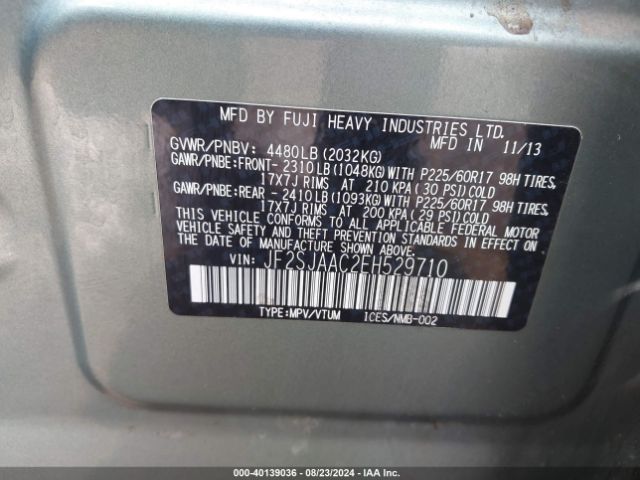 MFD BY FUJI HEAVY INDUSTRIES LTD.
MFD IN 11/13
GVWR/PNBV: 4480LB(2032KG)
GAWR/PNBE:FRONT- 2310LB(1048KG)WITH P225/60R17 98H TIRES,
17X7J RIMS AT 210 KPA(30 PSI)COLD
GAWR/PNBE:REAR - 2410LB(1093KG)WITH P225/60R17 98H TIRES,
17X7J RIMS AT 200 KPA(29 PSI)COLD
THIS VEHICLE CONFORMS TO ALL APPLICABLE FEDERAL MOTOR
VEHICLE SAFETY AND BUMPER STANDARDS IN EFFECT ON
THE DATE OF MANUFACTURE SHOWN ABOVE.
VIN: JF2SJAAC2EH529710
TYPE:MPV/VTUM ICES/NMB-002
000-40139036 - 08/23/2024 - IAA Inc.